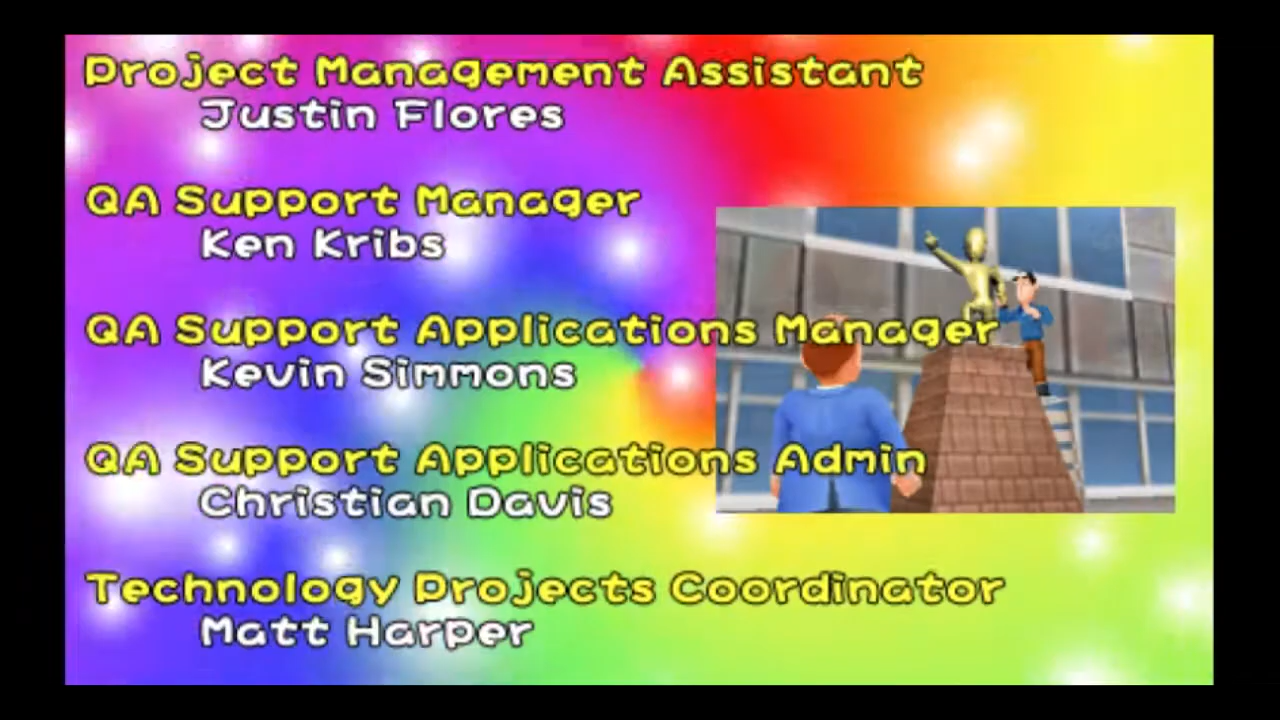 Project Management Assistant
Justin Flores
QA Support Manager
Ken Kribs
QA Support Applications Manager
Kevin Simmons
QA Support Applications Admin
Christian Davis
Technology Projects Coordinator
Matt Harper